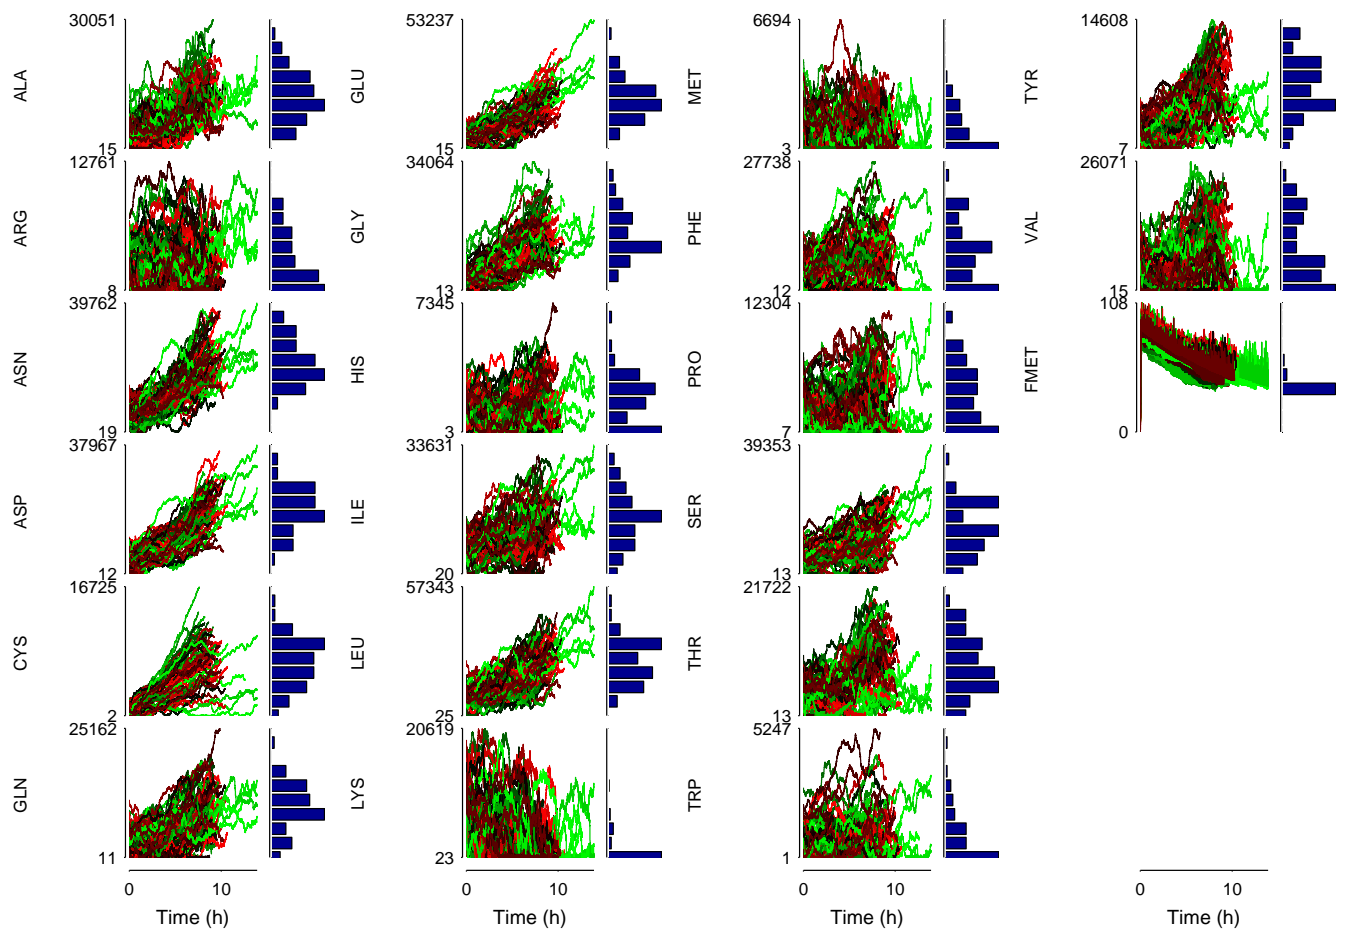 ALA
30051
15
ARG
12761
8
ASN
39762
19
ASP
37967
12
CYS
16725
2
GLN
25162
11
0 10
Time (h)
GLU
53237
15
GLY
34064
13
HIS
7345
3
ILE
33631
20
LEU
57343
25
LYS
20619
23
0 10
Time (h)
MET
6694
3
PHE
27738
12
PRO
12304
7
SER
39353
13
THR
21722
13
TRP
5247
1
0 10
Time (h)
TYR
14608
7
VAL
26071
15
FMET
108
0
0 10
Time (h)